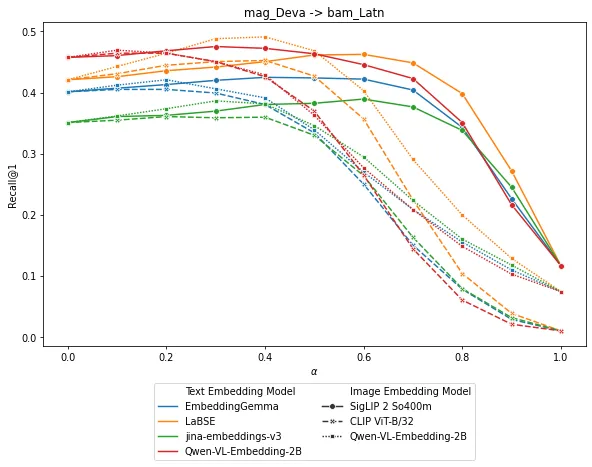 mag_Deva -> bam_Latn
0.5
0.4
0.3
0.2
0.1
0.0
Recall@1
0.0 0.2 0.4 0.6 0.8 1.0
α
Text Embedding Model Image Embedding Model
EmbeddingGemma SigLIP 2 So400m
LaBSE CLIP ViT-B/32
jina-embeddings-v3 Qwen-VL-Embedding-2B
Qwen-VL-Embedding-2B